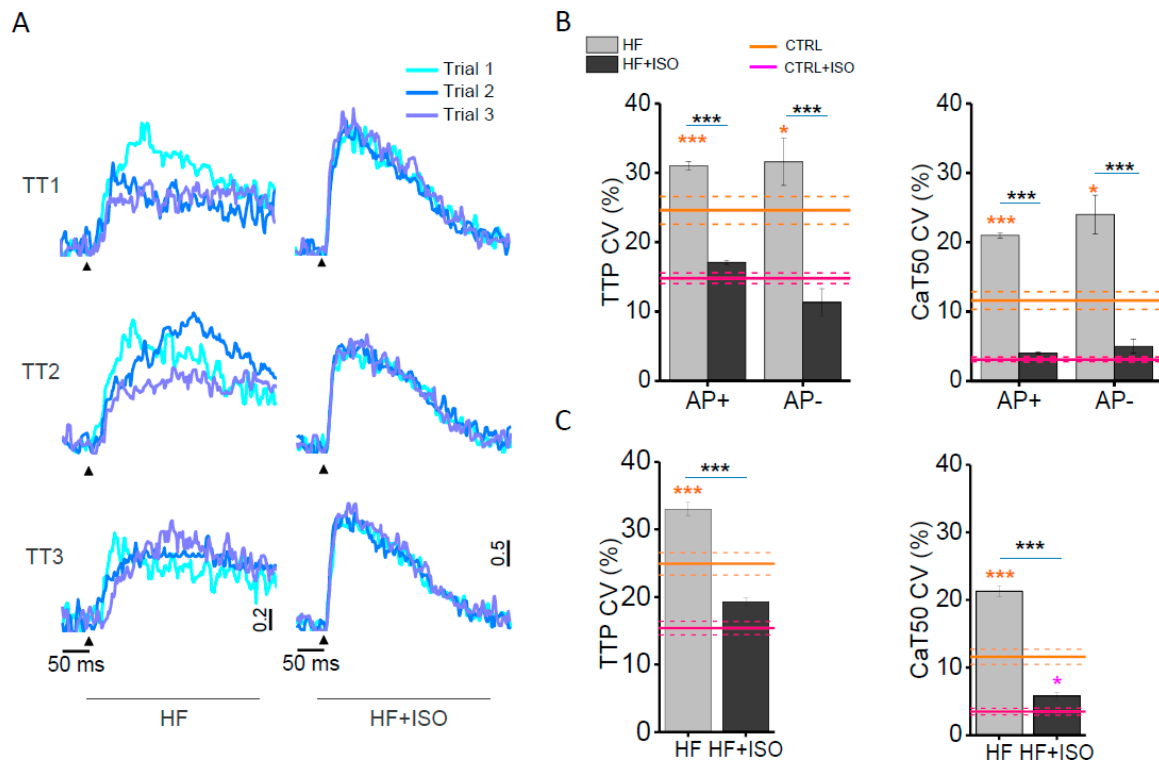 A
Trial 1
Trial 2
Trial 3
TT1
TT2
TT3
0.2
0.5
50 ms
50 ms
HF
HF+ISO
B
HF
HF+ISO
CTRL
CTRL+ISO
TTP CV (%)
40
30
20
10
0
***
***
*
***
AP+
AP-
CaT50 CV (%)
40
30
20
10
0
***
***
*
***
AP+
AP-
C
TTP CV (%)
40
30
20
10
0
***
***
HF
HF+ISO
CaT50 CV (%)
40
30
20
10
0
***
***
*
HF
HF+ISO